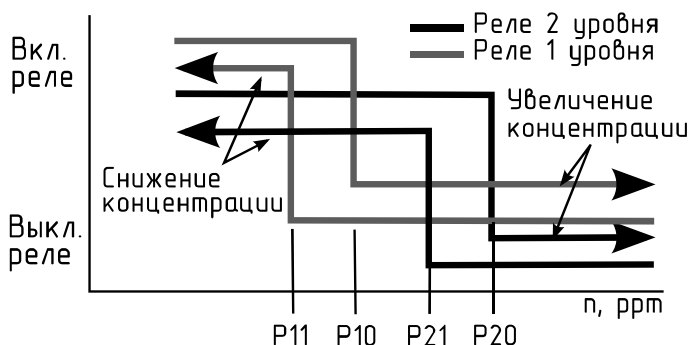 Реле 2 уровня
Реле 1 уровня
Вкл.
реле
Увеличение
концентрации
Снижение
концентрации
Выкл.
реле
n, ppm
P11
P10
P21
P20